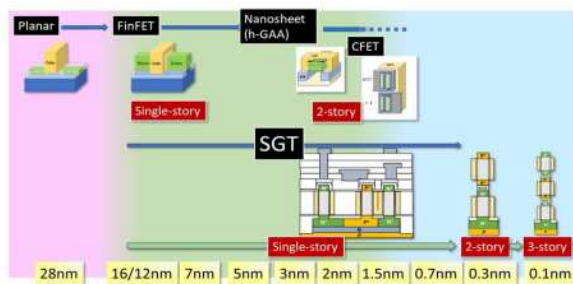 Planar
FinFET
Nanosheet
(h-GAA)
CFET
Single-story
2-story
SGT
Single-story
2-story
3-story
28nm
16/12nm
7nm
5nm
3nm
2nm
1.5nm
0.7nm
0.3nm
0.1nm